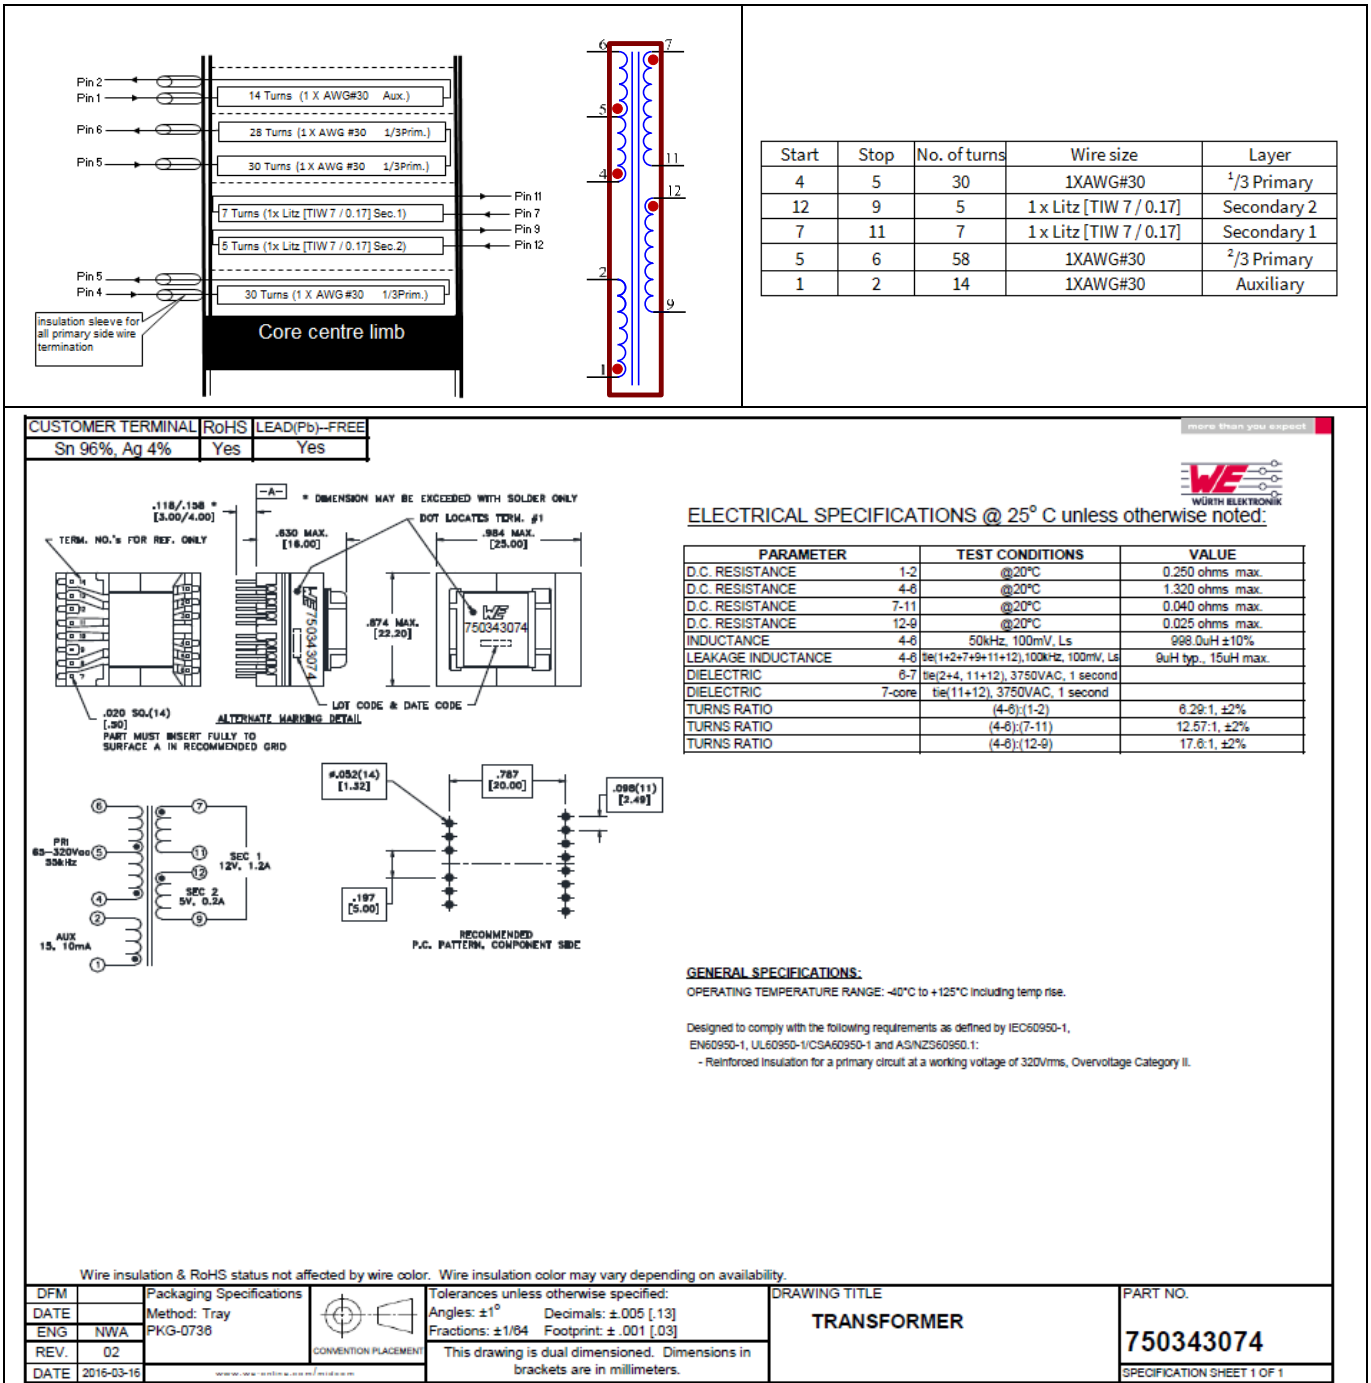 Pin 2
Pin 1
14 Turns (1 X AWG#30 Aux.)
Pin 6
28 Turns (1 X AWG #30 1/3Prim.)
Pin 5
30 Turns (1 X AWG #30 1/3Prim.)
Pin 11
7 Turns (1x Litz [TIW 7 / 0.17] Sec.1)
Pin 7
Pin 9
5 Turns (1x Litz [TIW 7 / 0.17] Sec.2)
Pin 12
Pin 5
Pin 4
30 Turns (1 X AWG #30 1/3Prim.)
insulation sleeve for
all primary side wire
termination
Core centre limb
6
7
5
11
4
12
2
9
1
Start Stop No. of turns Wire size Layer
4 5 30 1XAWG#30 1/3 Primary
12 9 5 1 x Litz [TIW 7 / 0.17] Secondary 2
7 11 7 1 x Litz [TIW 7 / 0.17] Secondary 1
5 6 58 1XAWG#30 2/3 Primary
1 2 14 1XAWG#30 Auxiliary
CUSTOMER TERMINAL RoHS LEAD(Pb)--FREE
Sn 96%, Ag 4% Yes Yes
more than you expect
WE
WÜRTH ELEKTRONIK
-A-
* DIMENSION MAY BE EXCEEDED WITH SOLDER ONLY
.118/.158 *
[3.00/4.00]
DOT LOCATES TERM. #1
TERM. NO.'s FOR REF. ONLY
.630 MAX.
[16.00]
.984 MAX.
[25.00]
WE 750343074
.874 MAX.
[22.20]
WE
750343074
LOT CODE & DATE CODE
.020 SQ.(14)
[.50]
ALTERNATE MARKING DETAIL
PART MUST INSERT FULLY TO
SURFACE A IN RECOMMENDED GRID
ELECTRICAL SPECIFICATIONS @ 25° C unless otherwise noted:
PARAMETER TEST CONDITIONS VALUE
D.C. RESISTANCE 1-2 @20°C 0.250 ohms max.
D.C. RESISTANCE 4-6 @20°C 1.320 ohms max.
D.C. RESISTANCE 7-11 @20°C 0.040 ohms max.
D.C. RESISTANCE 12-9 @20°C 0.025 ohms max.
INDUCTANCE 4-6 50kHz, 100mV, Ls 998.0uH ±10%
LEAKAGE INDUCTANCE 4-6 tie(1+2+7+9+11+12),100kHz, 100mV, Ls 9uH typ., 15uH max.
DIELECTRIC 6-7 tie(2+4, 11+12), 3750VAC, 1 second
DIELECTRIC 7-core tie(11+12), 3750VAC, 1 second
TURNS RATIO (4-6):(1-2) 6.29:1, ±2%
TURNS RATIO (4-6):(7-11) 12.57:1, ±2%
TURNS RATIO (4-6):(12-9) 17.6:1, ±2%
ø.052(14)
[1.32]
.787
[20.00]
.098(11)
[2.49]
.197
[5.00]
RECOMMENDED
P.C. PATTERN, COMPONENT SIDE
6
7
PRI
65-320Vac
55kHz
5
11
SEC 1
12V, 1.2A
12
SEC 2
5V, 0.2A
4
2
9
AUX
15, 10mA
1
GENERAL SPECIFICATIONS:
OPERATING TEMPERATURE RANGE: -40°C to +125°C including temp rise.
Designed to comply with the following requirements as defined by IEC60950-1,
EN60950-1, UL60950-1/CSA60950-1 and AS/NZS60950.1:
- Reinforced insulation for a primary circuit at a working voltage of 320Vrms, Overvoltage Category II.
Wire insulation & RoHS status not affected by wire color. Wire insulation color may vary depending on availability.
DFM
DATE
ENG NWA
REV. 02
DATE 2016-03-16
Packaging Specifications
Method: Tray
PKG-0736
www.we-online.com/midcom
CONVENTION PLACEMENT
Tolerances unless otherwise specified:
Angles: ±1° Decimals: ±.005 [.13]
Fractions: ±1/64 Footprint: ± .001 [.03]
This drawing is dual dimensioned. Dimensions in
brackets are in millimeters.
DRAWING TITLE
TRANSFORMER
PART NO.
750343074
SPECIFICATION SHEET 1 OF 1